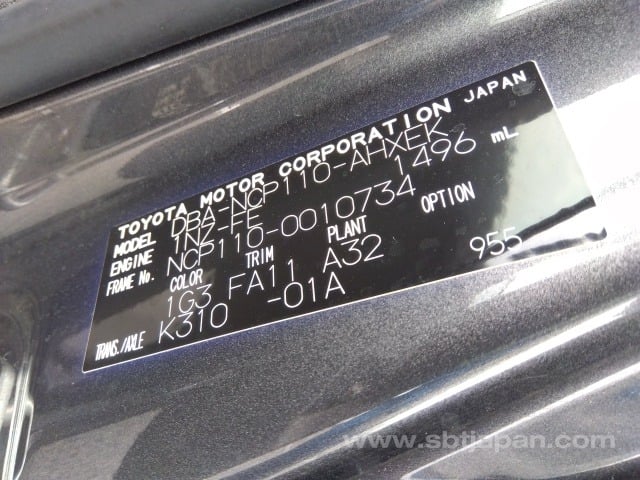 TOYOTA MOTOR CORPORATION JAPAN
MODEL DBA-NCP110-AHXEK
ENGINE 1NZ-FE 1496 mL
FRAME No. NCP110-0010734
COLOR TRIM PLANT OPTION
1G3 FA11 A32 955
TRANS./AXLE K310 -01A
www.sbtjapan.com